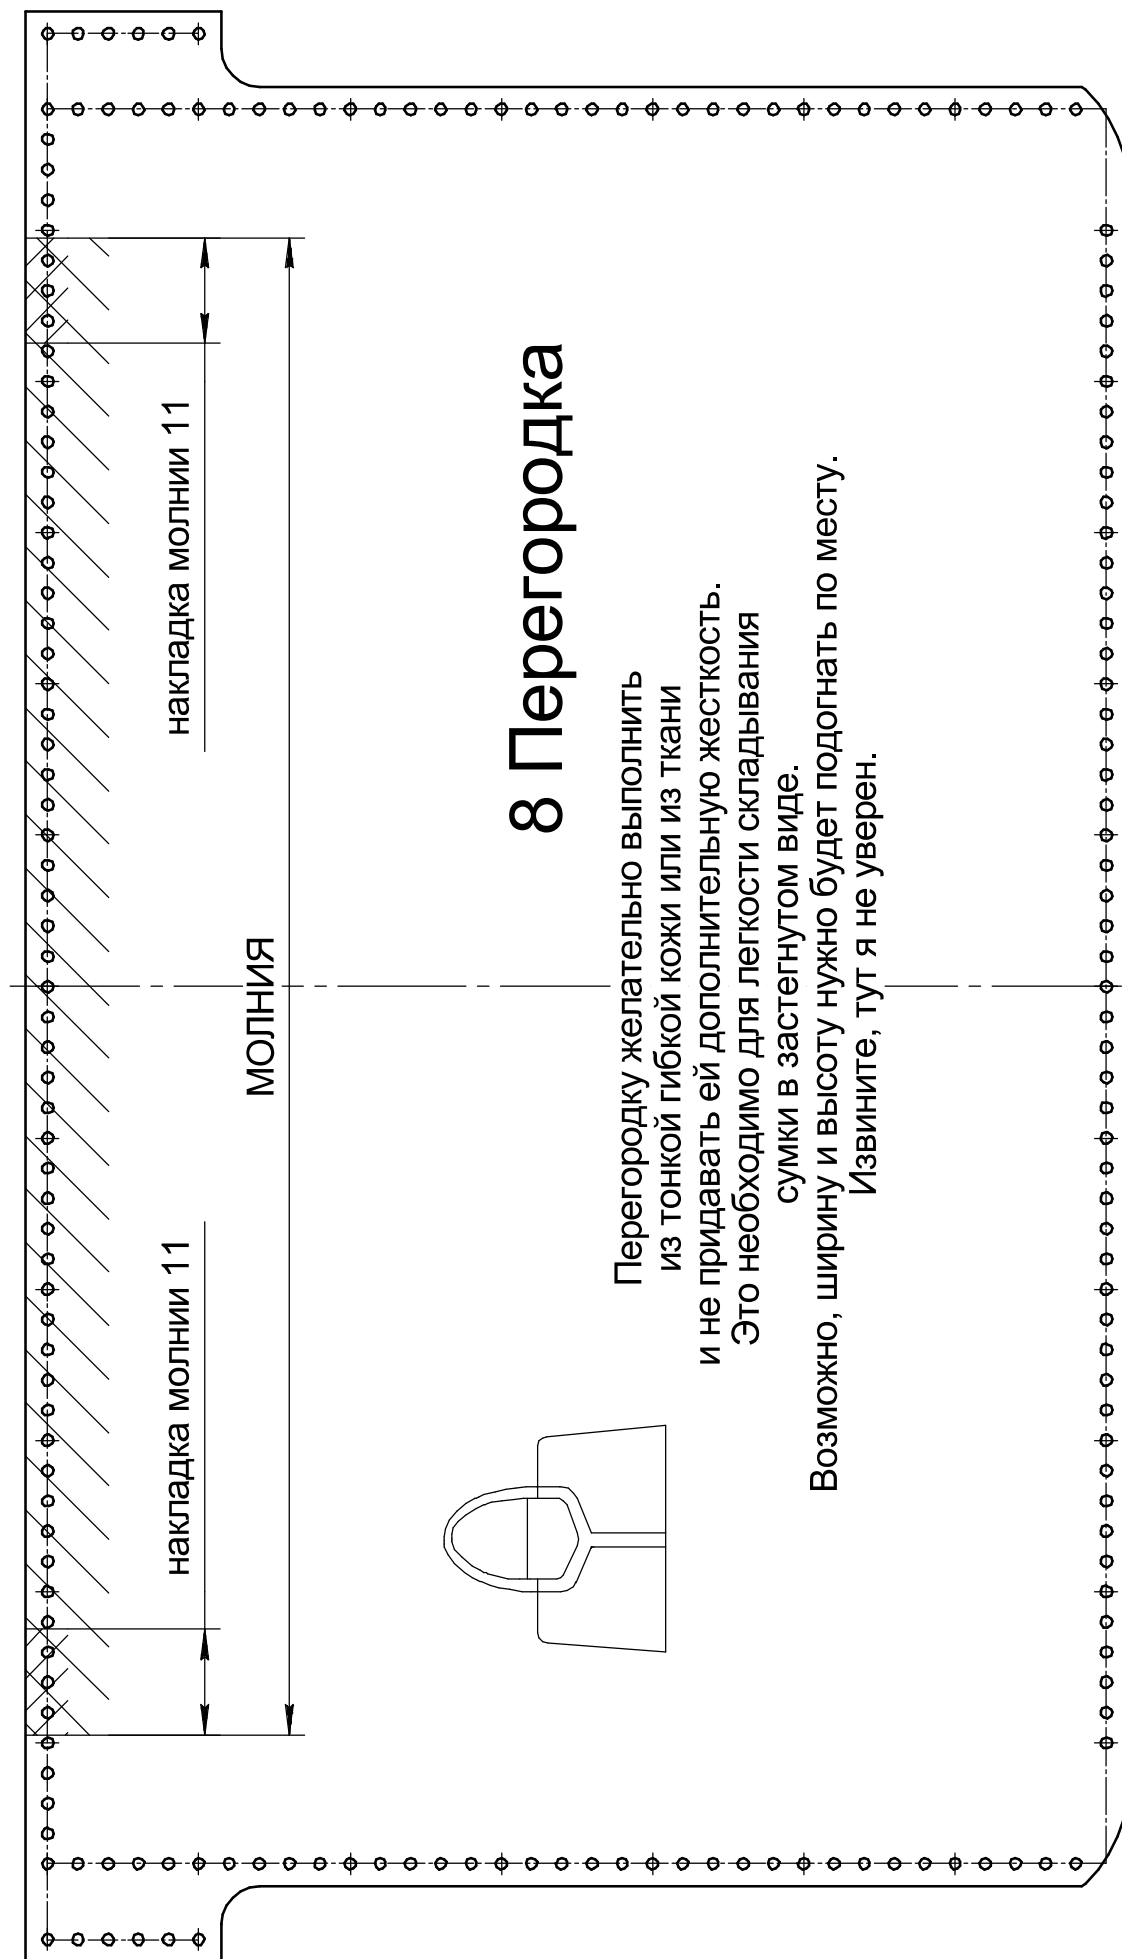 накладка молнии 11
накладка молнии 11
МОЛНИЯ
8 Перегородка
Перегородку желательно выполнить
из тонкой гибкой кожи или из ткани
и не придавать ей дополнительную жесткость.
Это необходимо для легкости складывания
сумки в застегнутом виде.
Возможно, ширину и высоту нужно будет подогнать по месту.
Извините, тут я не уверен.